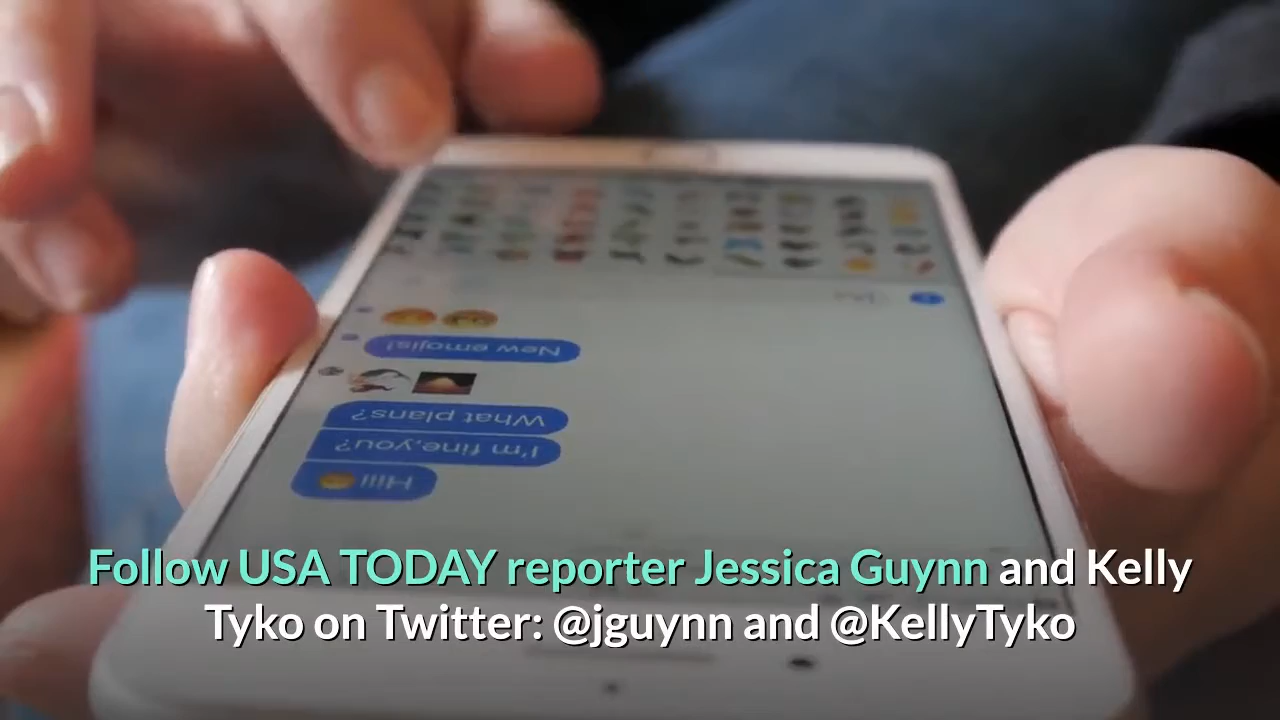 New emojis!
What plans?
I'm fine,you?
Hiii
Follow USA TODAY reporter Jessica Guynn and Kelly
Tyko on Twitter: @jguynn and @KellyTyko